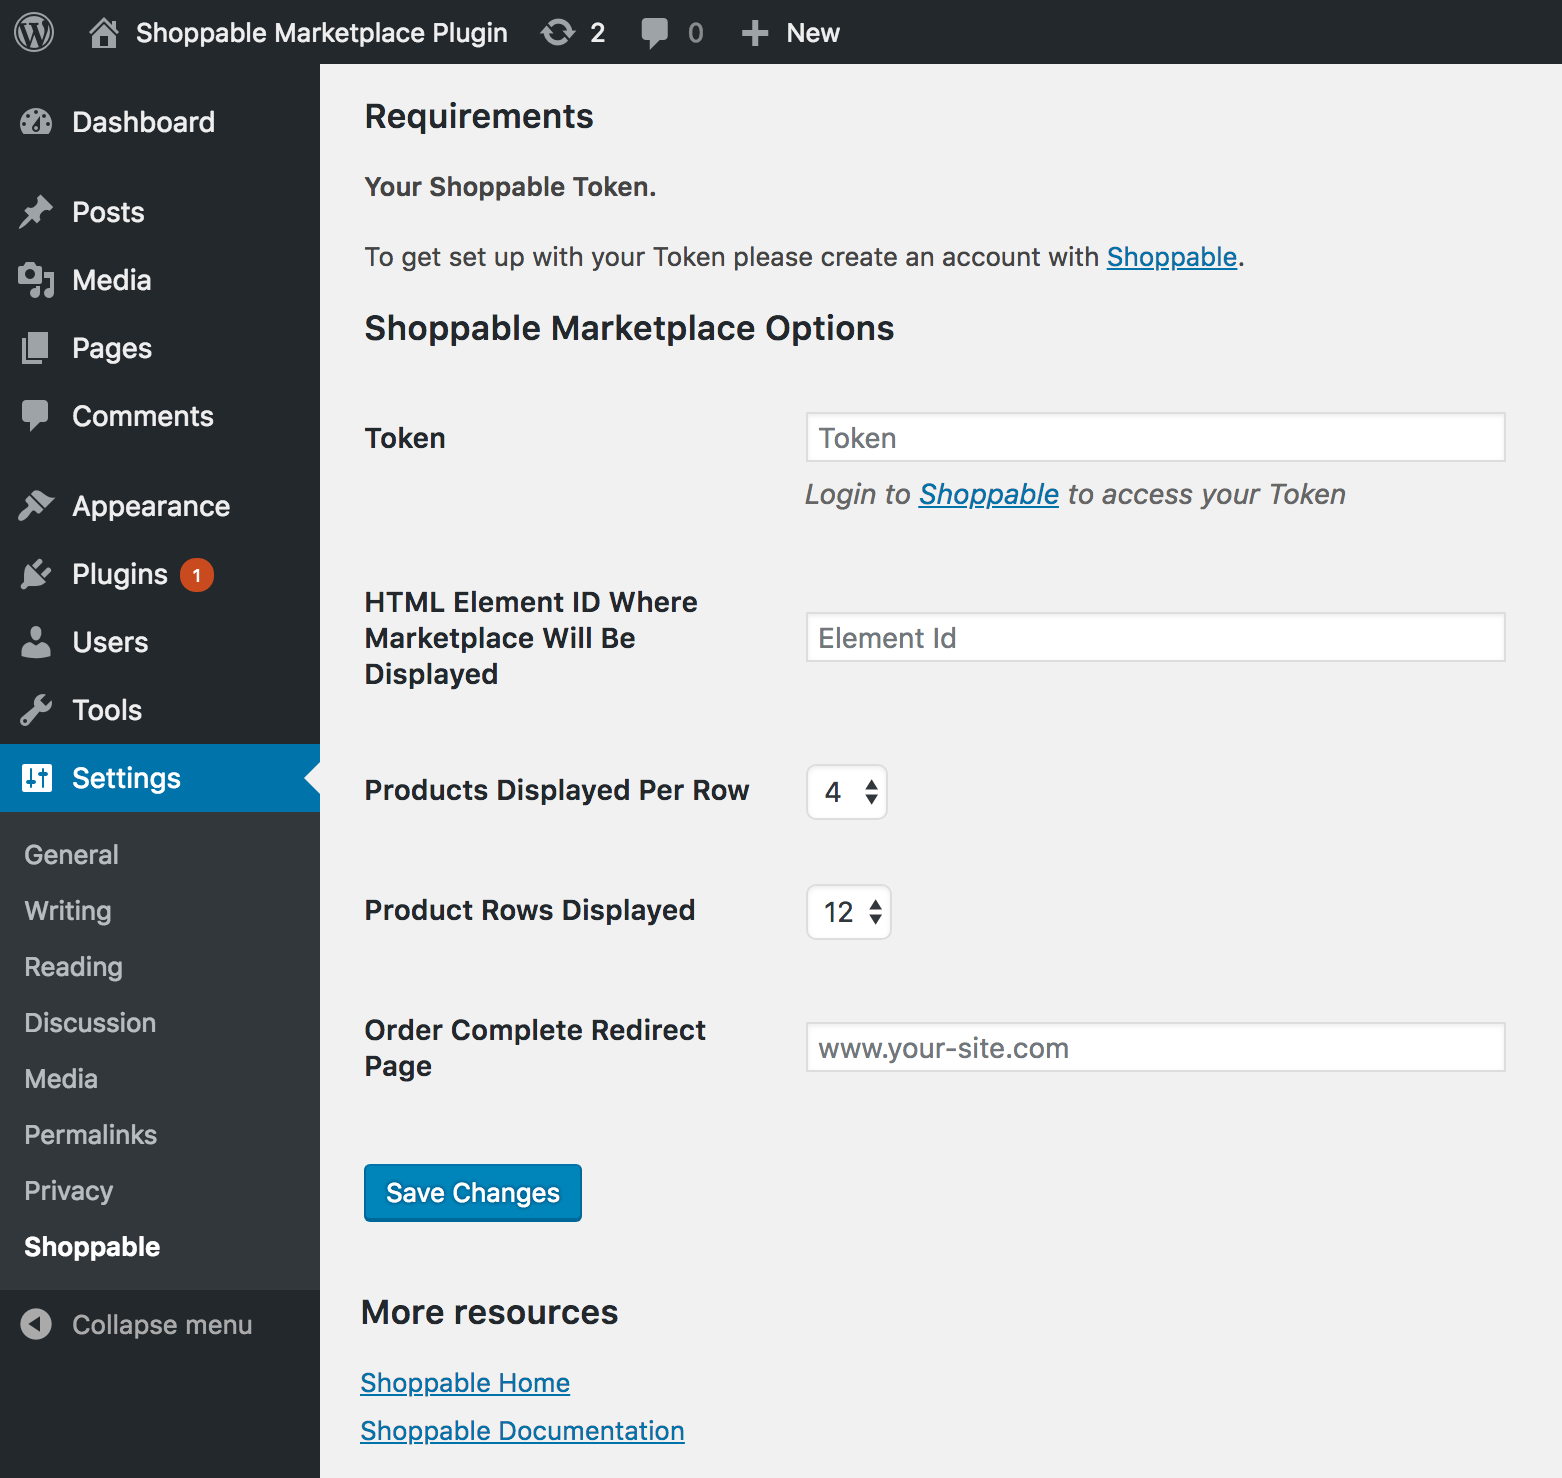 Shoppable Marketplace Plugin 2 0 New
Dashboard
Posts
Media
Pages
Comments
Appearance
Plugins 1
Users
Tools
Settings
General
Writing
Reading
Discussion
Media
Permalinks
Privacy
Shoppable
Collapse menu
Requirements
Your Shoppable Token.
To get set up with your Token please create an account with Shoppable.
Shoppable Marketplace Options
Token
Token
Login to Shoppable to access your Token
HTML Element ID Where
Marketplace Will Be
Displayed
Element Id
Products Displayed Per Row
4
Product Rows Displayed
12
Order Complete Redirect
Page
www.your-site.com
Save Changes
More resources
Shoppable Home
Shoppable Documentation